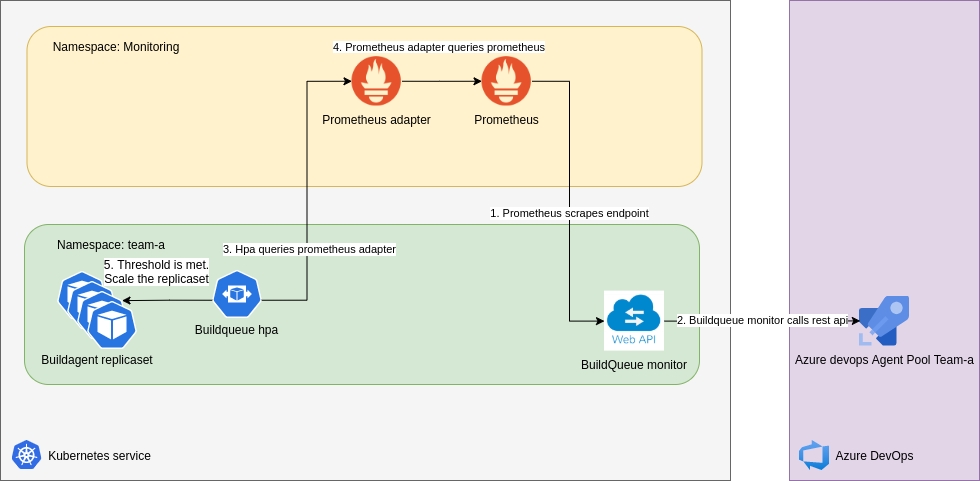 Namespace: Monitoring
4. Prometheus adapter queries prometheus
Prometheus adapter
Prometheus
1. Prometheus scrapes endpoint
Namespace: team-a
3. Hpa queries prometheus adapter
5. Threshold is met.
Scale the replicaset
Buildqueue hpa
Buildagent replicaset
Web API
BuildQueue monitor
2. Buildqueue monitor calls rest api
Azure devops Agent Pool Team-a
Kubernetes service
Azure DevOps